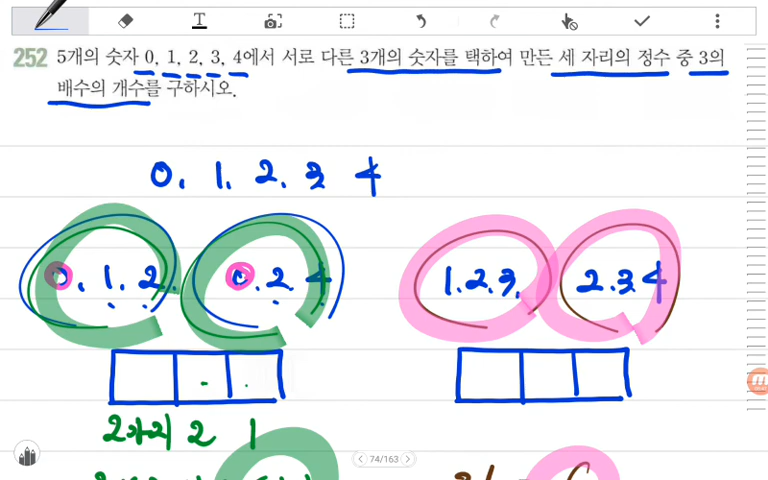 252 5개의 숫자 0, 1, 2, 3, 4에서 서로 다른 3개의 숫자를 택하여 만든 세 자리의 정수 중 3의
배수의 개수를 구하시오.
0. 1. 2. 3 4
0. 1. 2. 0. 2. 4 1. 2. 3. 2. 3. 4
2가지 2 1
74/163